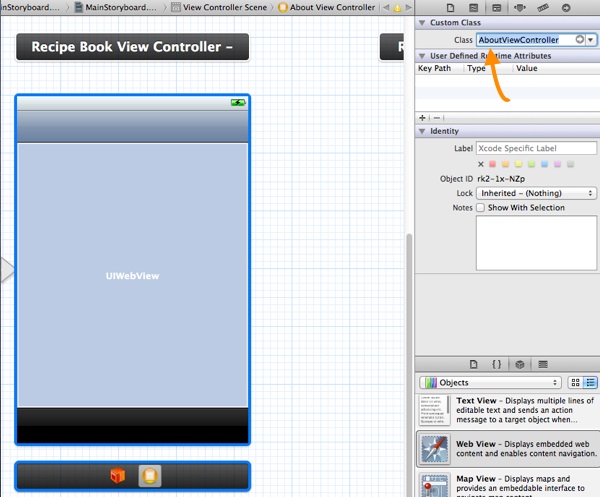 inStoryboard....
MainStoryboard....
View Controller Scene
About View Controller
Recipe Book View Controller –
UIWebView
Custom Class
Class AboutViewController
User Defined Runtime Attributes
Key Path Type Value
Identity
Label Xcode Specific Label
Object ID rk2-1x-NZp
Lock Inherited - (Nothing)
Notes Show With Selection
Objects
Text View - Displays multiple lines of
editable text and sends an action
message to a target object when...
Web View - Displays embedded web
content and enables content navigation.
Map View - Displays maps and
provides an embeddable interface to
navigate map content